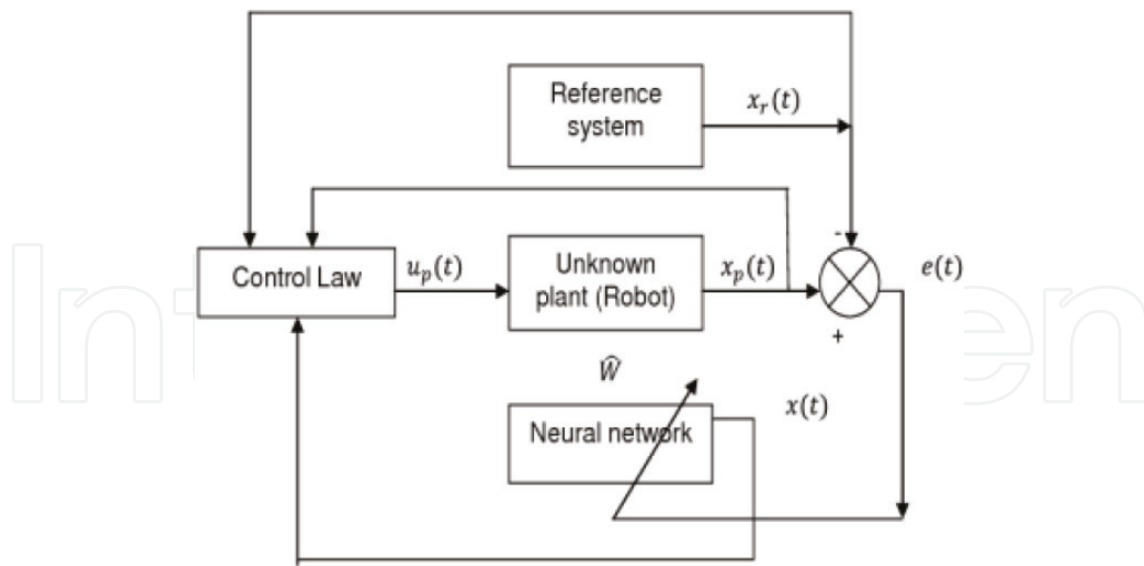 Reference
system
x_r(t)
-
Control Law
u_p(t)
Unknown
plant (Robot)
x_p(t)
e(t)
+
Ŵ
x(t)
Neural network